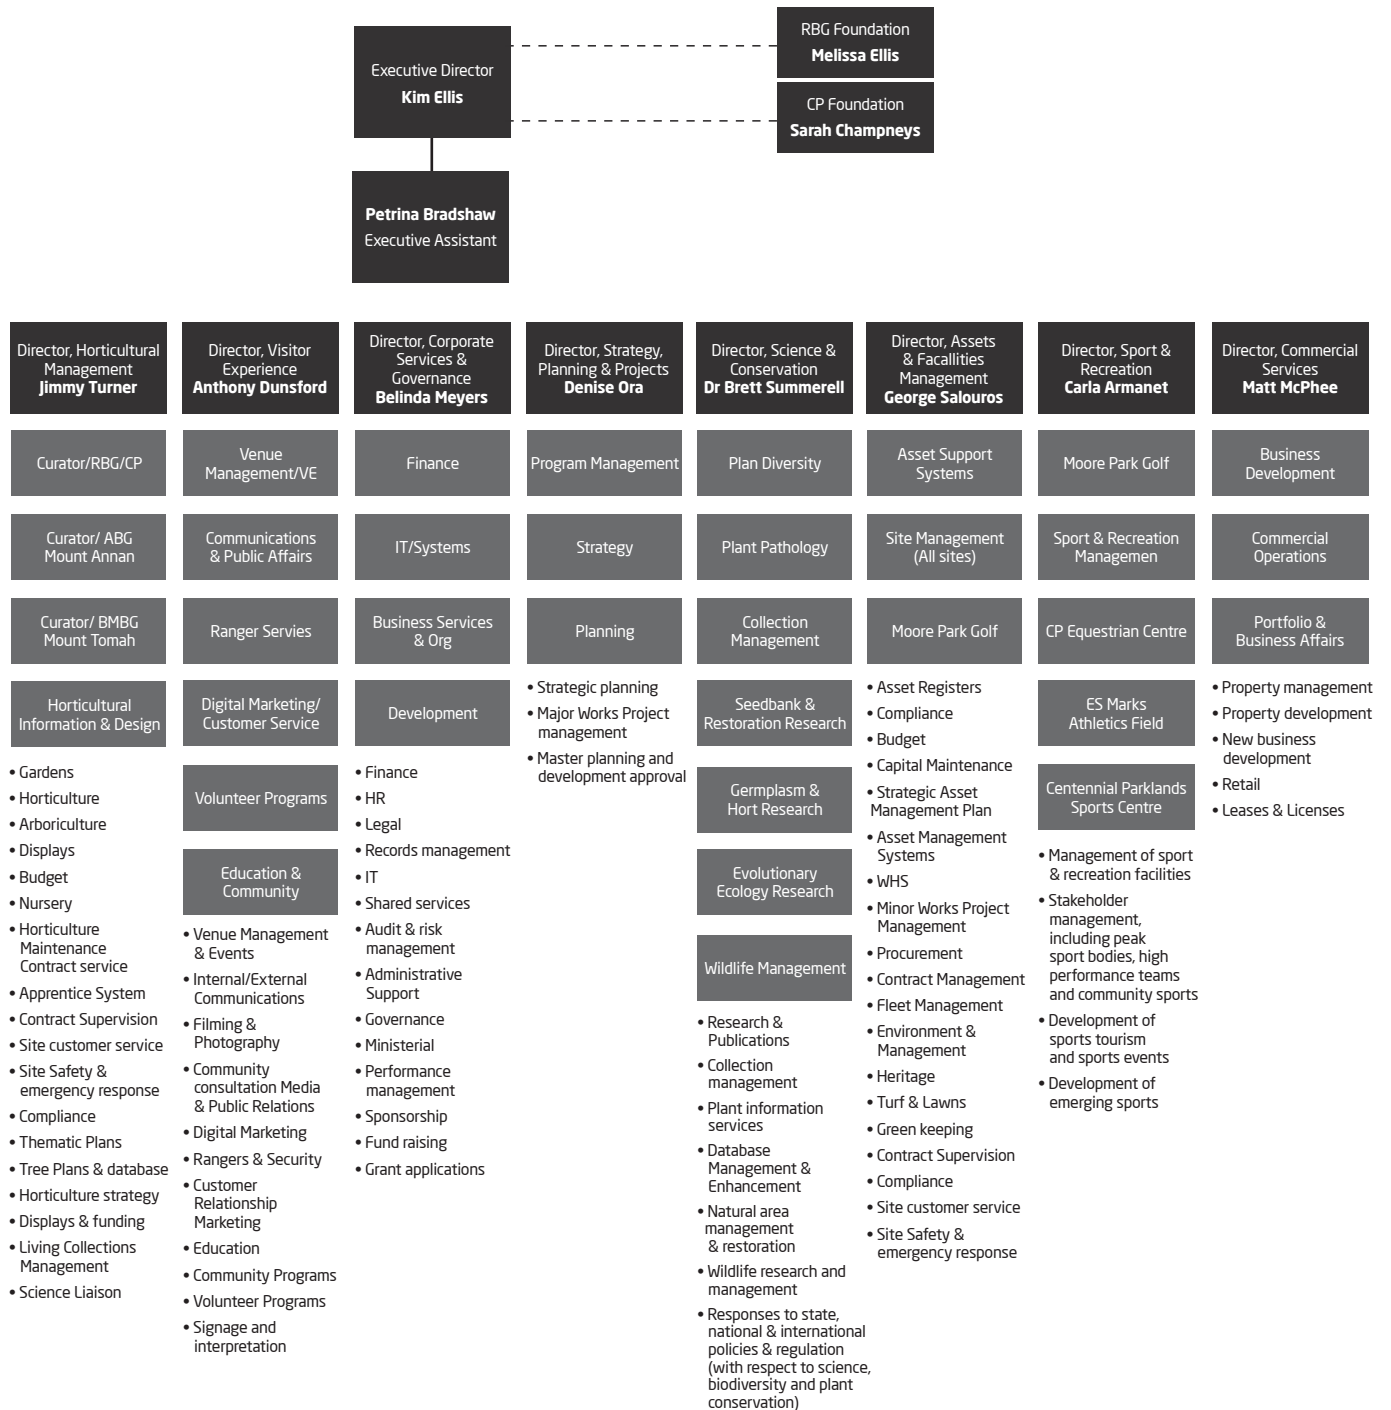 Executive Director
Kim Ellis
RBG Foundation
Melissa Ellis
CP Foundation
Sarah Champneys
Petrina Bradshaw
Executive Assistant
Director, Horticultural
Management
Jimmy Turner
Curator/RBG/CP
Curator/ ABG
Mount Annan
Curator/ BMBG
Mount Tomah
Horticultural
Information & Design
• Gardens
• Horticulture
• Arboriculture
• Displays
• Budget
• Nursery
• Horticulture
Maintenance
Contract service
• Apprentice System
• Contract Supervision
• Site customer service
• Site Safety &
emergency response
• Compliance
• Thematic Plans
• Tree Plans & database
• Horticulture strategy
• Displays & funding
• Living Collections
Management
• Science Liaison
Director, Visitor
Experience
Anthony Dunsford
Venue
Management/VE
Communications
& Public Affairs
Ranger Servies
Digital Marketing/
Customer Service
Volunteer Programs
Education &
Community
• Venue Management
& Events
• Internal/External
Communications
• Filming &
Photography
• Community
consultation Media
& Public Relations
• Digital Marketing
• Rangers & Security
• Customer
Relationship
Marketing
• Education
• Community Programs
• Volunteer Programs
• Signage and
interpretation
Director, Corporate
Services &
Governance
Belinda Meyers
Finance
IT/Systems
Business Services
& Org
Development
• Finance
• HR
• Legal
• Records management
• IT
• Shared services
• Audit & risk
management
• Administrative
Support
• Governance
• Ministerial
• Performance
management
• Sponsorship
• Fund raising
• Grant applications
Director, Strategy,
Planning & Projects
Denise Ora
Program Management
Strategy
Planning
• Strategic planning
• Major Works Project
management
• Master planning and
development approval
Director, Science &
Conservation
Dr Brett Summerell
Plan Diversity
Plant Pathology
Collection
Management
Seedbank &
Restoration Research
Germplasm &
Hort Research
Evolutionary
Ecology Research
Wildlife Management
• Research &
Publications
• Collection
management
• Plant information
services
• Database
Management &
Enhancement
• Natural area
management
& restoration
• Wildlife research and
management
• Responses to state,
national & international
policies & regulation
(with respect to science,
biodiversity and plant
conservation)
Director, Assets
& Facallities
Management
George Salouros
Asset Support
Systems
Site Management
(All sites)
Moore Park Golf
• Asset Registers
• Compliance
• Budget
• Capital Maintenance
• Strategic Asset
Management Plan
• Asset Management
Systems
• WHS
• Minor Works Project
Management
• Procurement
• Contract Management
• Fleet Management
• Environment &
Management
• Heritage
• Turf & Lawns
• Green keeping
• Contract Supervision
• Compliance
• Site customer service
• Site Safety &
emergency response
Director, Sport &
Recreation
Carla Armanet
Moore Park Golf
Sport & Recreation
Managemen
CP Equestrian Centre
ES Marks
Athletics Field
Centennial Parklands
Sports Centre
• Management of sport
& recreation facilities
• Stakeholder
management,
including peak
sport bodies, high
performance teams
and community sports
• Development of
sports tourism
and sports events
• Development of
emerging sports
Director, Commercial
Services
Matt McPhee
Business
Development
Commercial
Operations
Portfolio &
Business Affairs
• Property management
• Property development
• New business
development
• Retail
• Leases & Licenses